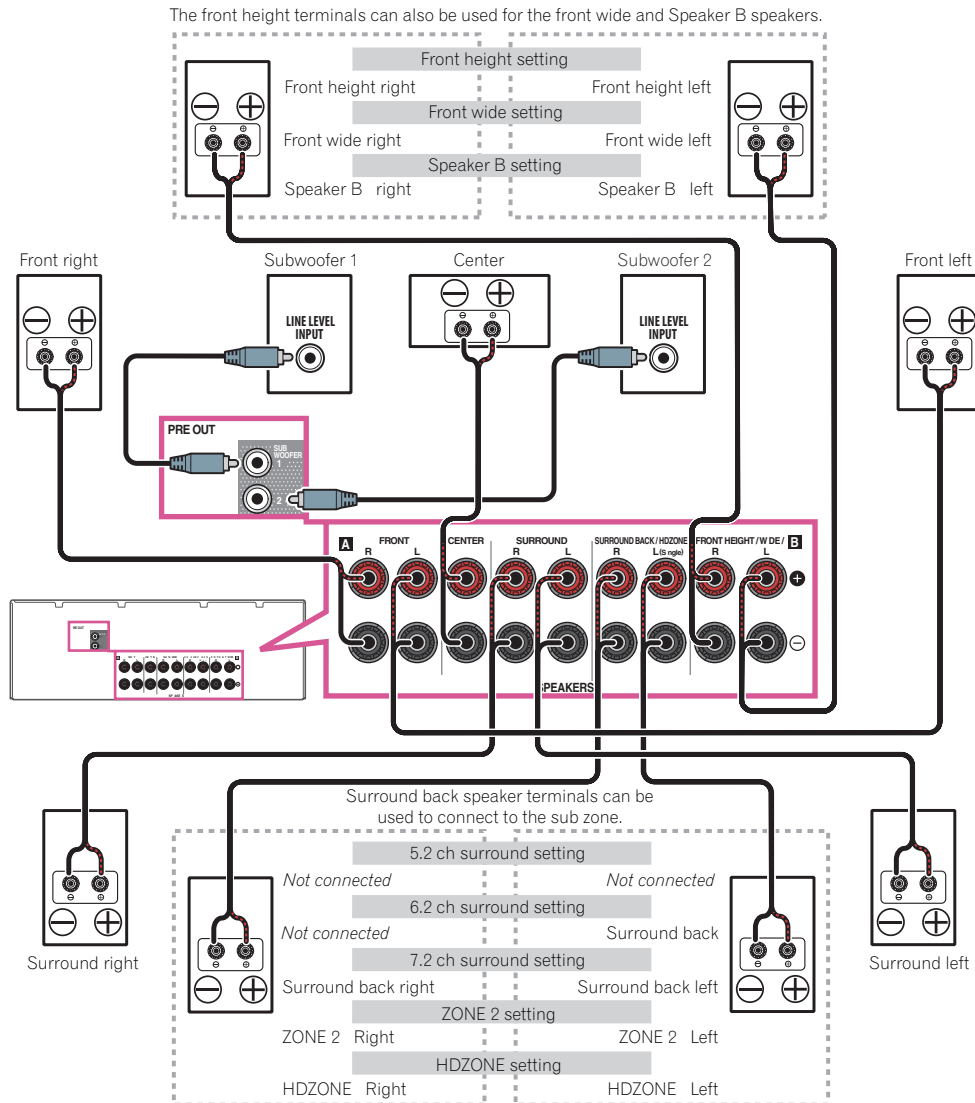 The front height terminals can also be used for the front wide and Speaker B speakers.
Front height setting
Front height right Front height left
Front wide setting
Front wide right Front wide left
Speaker B setting
Speaker B right Speaker B left
Front right Subwoofer 1 Center Subwoofer 2 Front left
LINE LEVEL
INPUT
LINE LEVEL
INPUT
PRE OUT
SUB
WOOFER
1
2
A FRONT CENTER SURROUND SURROUND BACK / HDZONE FRONT HEIGHT / W DE / B
R L R L R L (S ngle) R L
SPEAKERS
PRE OUT
Surround back speaker terminals can be
used to connect to the sub zone.
5.2 ch surround setting
Not connected Not connected
6.2 ch surround setting
Not connected Surround back
7.2 ch surround setting
Surround back right Surround back left
ZONE 2 setting
ZONE 2 Right ZONE 2 Left
HDZONE setting
HDZONE Right HDZONE Left
Surround right Surround left